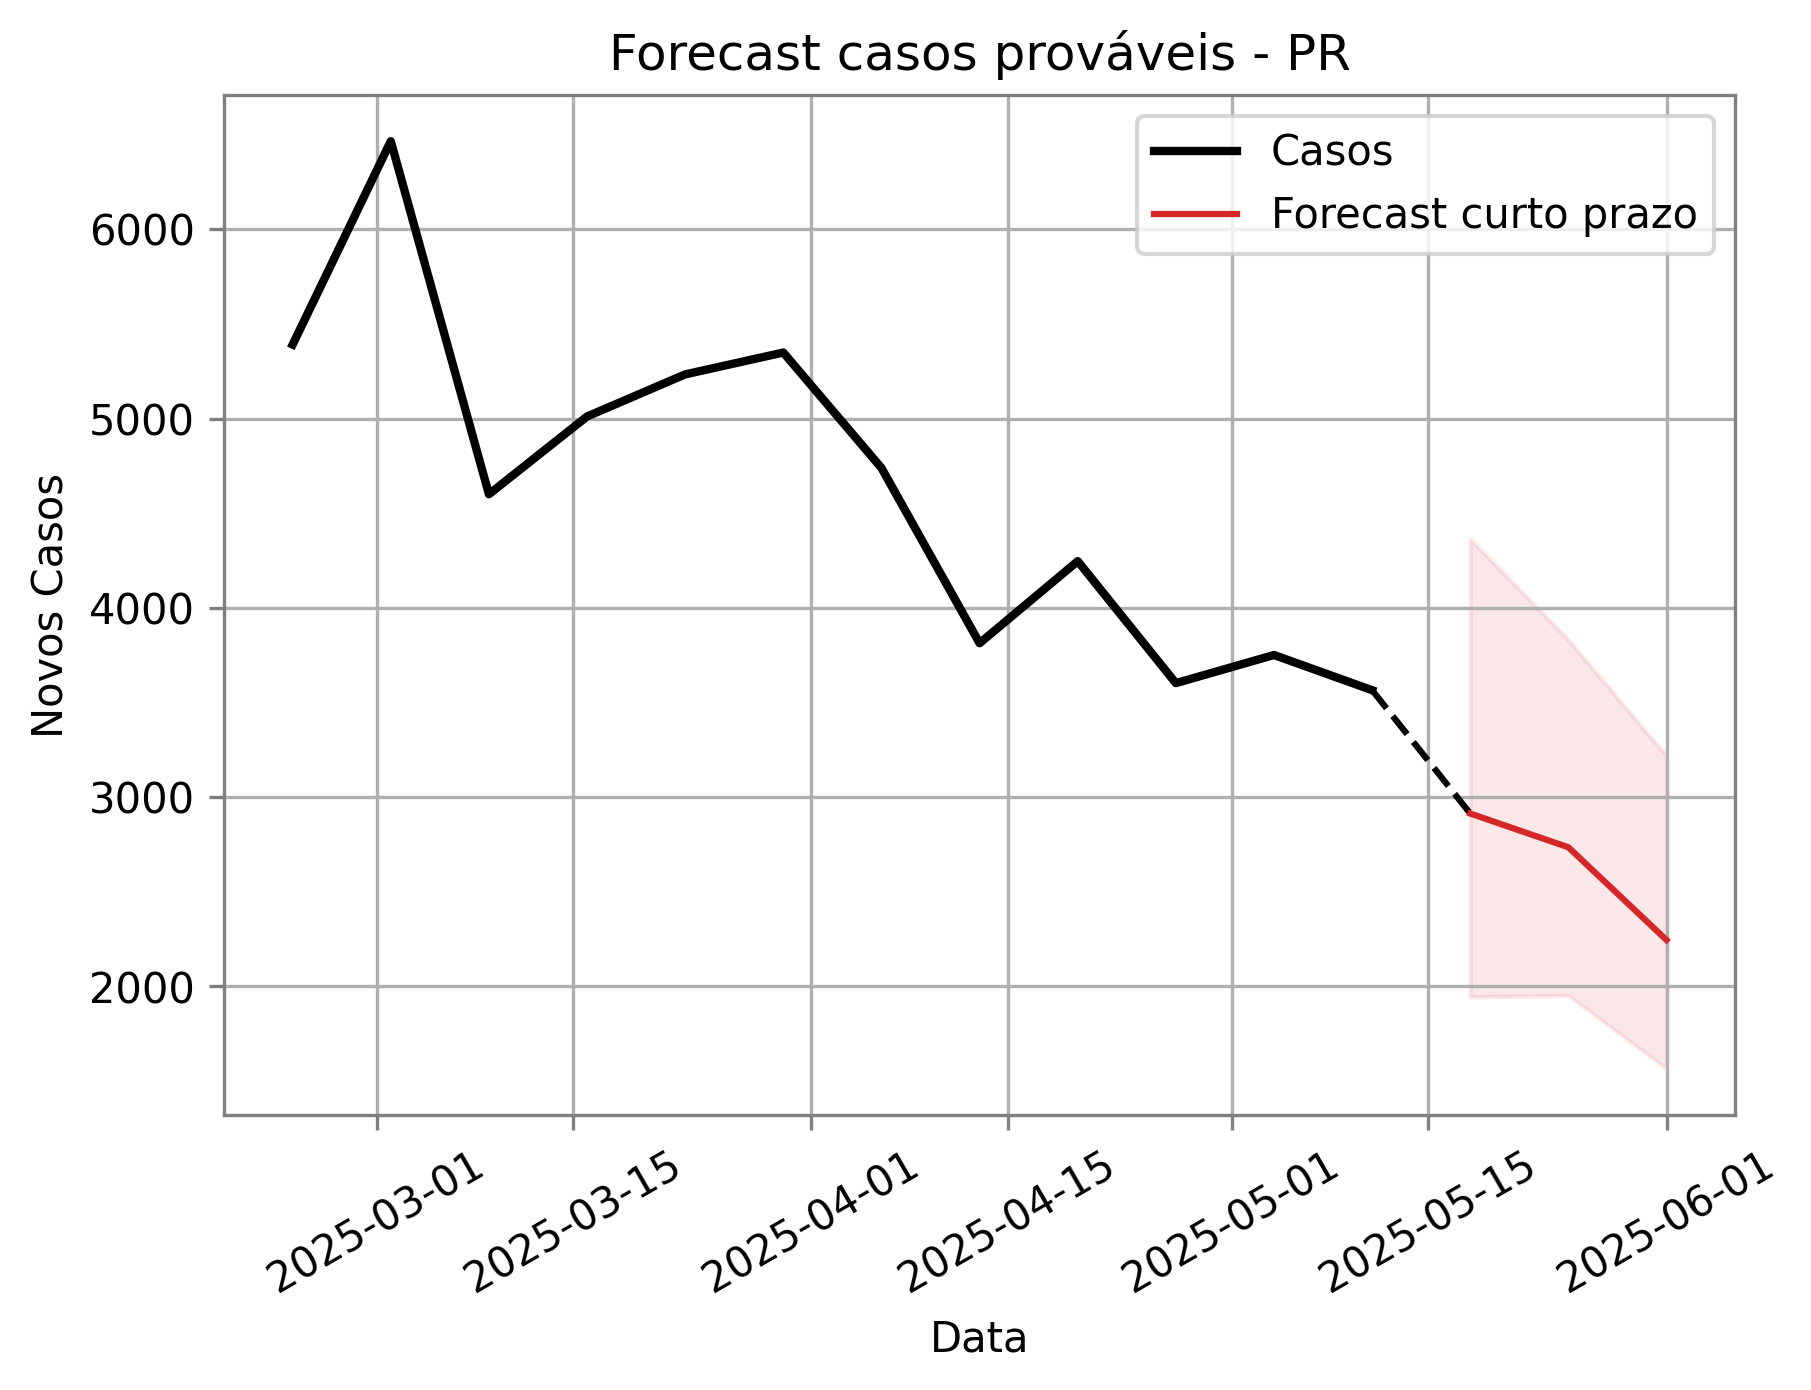 Forecast casos prováveis - PR
Casos
Forecast curto prazo
Novos Casos
6000
5000
4000
3000
2000
2025-03-01
2025-03-15
2025-04-01
2025-04-15
2025-05-01
2025-05-15
2025-06-01
Data